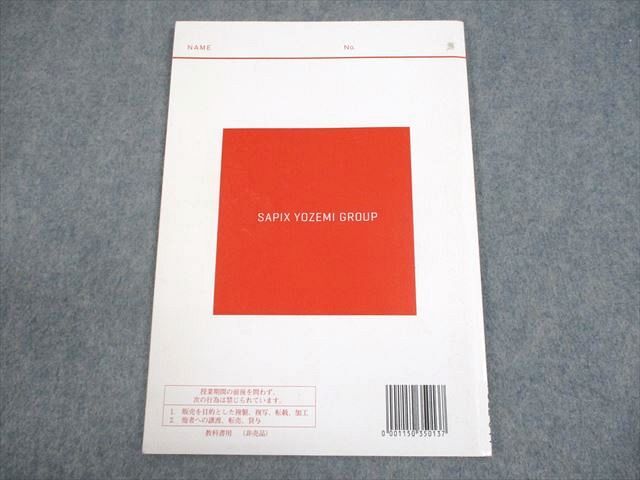 NAME No.
SAPIX YOZEMI GROUP
授業期間の前後を問わず、
次の行為は禁じられています。
1. 販売を目的とした複製、複写、転載、加工
2. 他者への譲渡、転売、貸与
教科書用 (非売品)
0 001150 350137